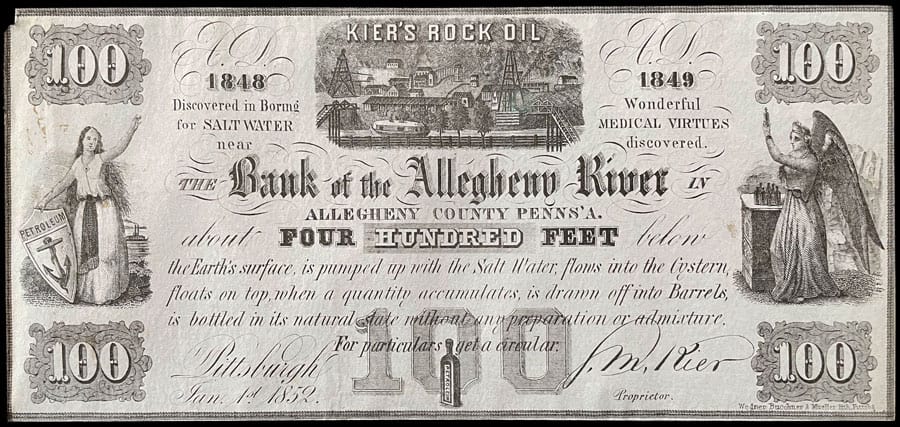 KIER'S ROCK OIL
100
A.D. 1848
Discovered in Boring
for SALT WATER
near
A.D. 1849
Wonderful
MEDICAL VIRTUES
discovered.
100
THE Bank of the Allegheny River IN
ALLEGHENY COUNTY PENNS'A.
about FOUR HUNDRED FEET below
the Earth's surface, is pumped up with the Salt Water, flows into the Cystern,
floats on top, when a quantity accumulates, is drawn off into Barrels,
is bottled in its natural state without any preparation or admixture.
For particulars get a circular.
PETROLEUM
100
100
Pittsburgh
Jan. 1st 1852.
PETROLEUM
S. M. Kier
Proprietor.
100